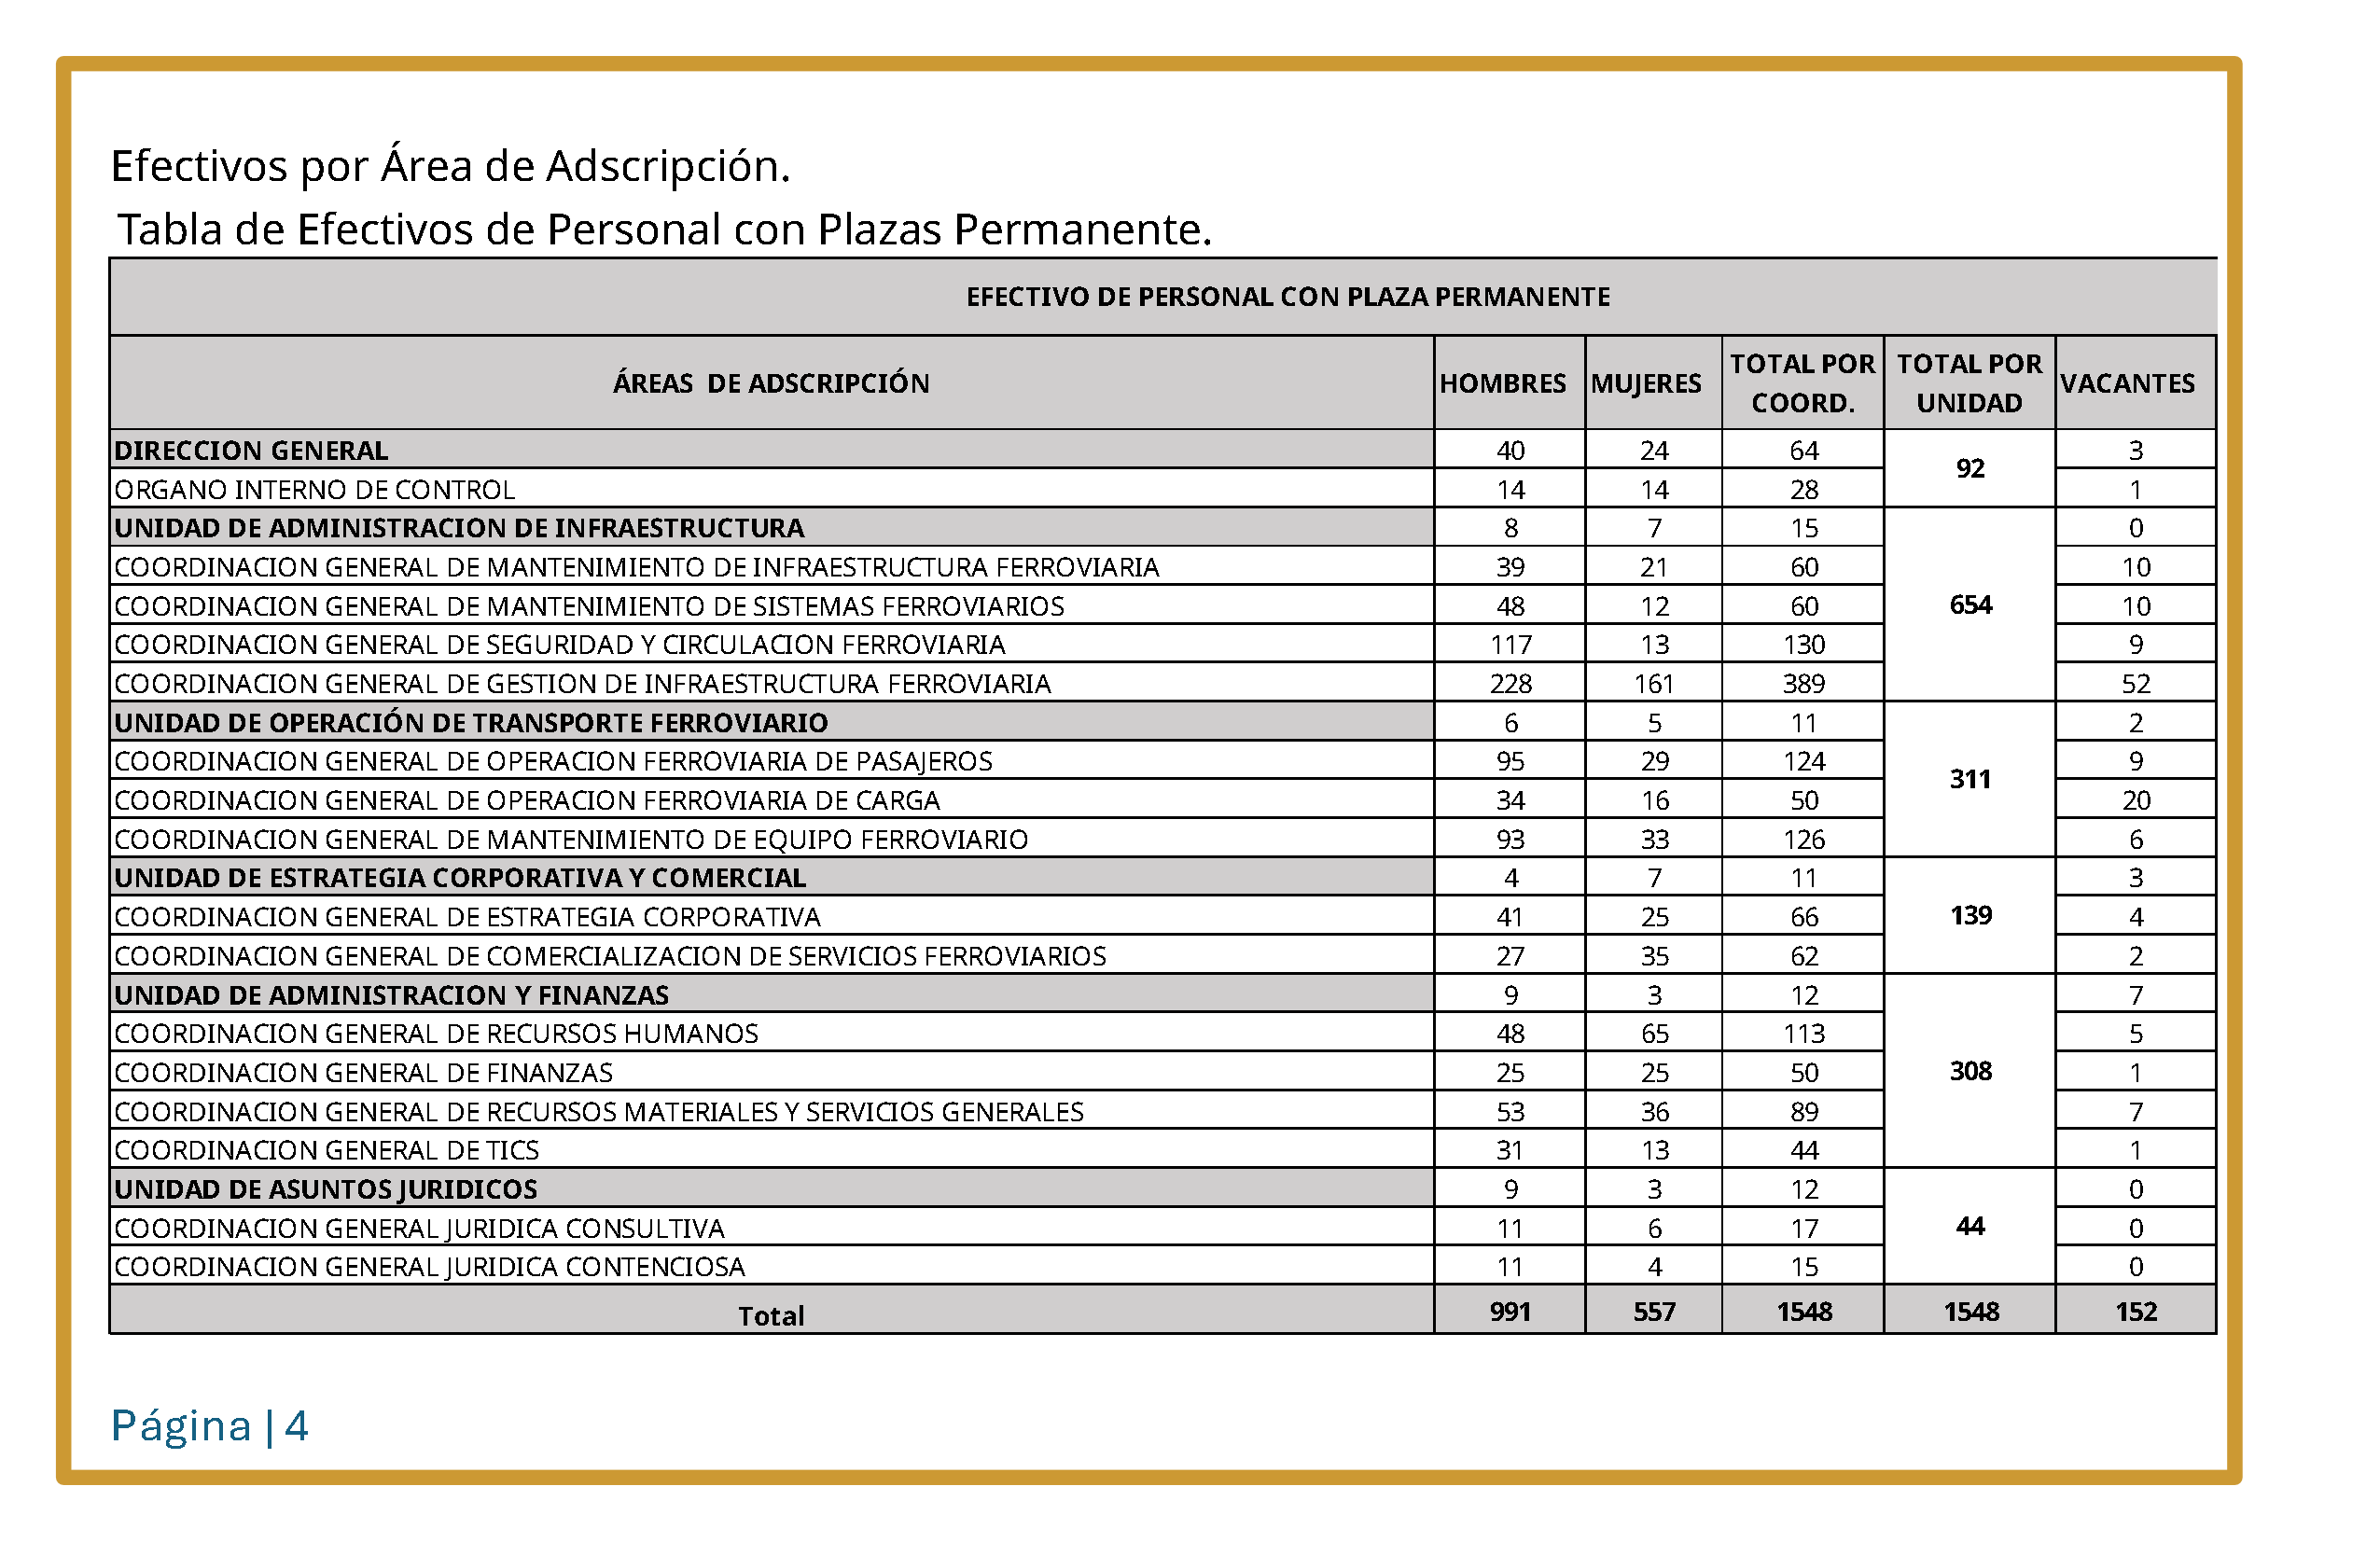 Efectivos por Área de Adscripción.
Tabla de Efectivos de Personal con Plazas Permanente.
EFECTIVO DE PERSONAL CON PLAZA PERMANENTE
ÁREAS DE ADSCRIPCIÓN HOMBRES MUJERES TOTAL POR COORD. TOTAL POR UNIDAD VACANTES
DIRECCION GENERAL 40 24 64 92 3
ORGANO INTERNO DE CONTROL 14 14 28 1
UNIDAD DE ADMINISTRACION DE INFRAESTRUCTURA 8 7 15 0
COORDINACION GENERAL DE MANTENIMIENTO DE INFRAESTRUCTURA FERROVIARIA 39 21 60 10
COORDINACION GENERAL DE MANTENIMIENTO DE SISTEMAS FERROVIARIOS 48 12 60 654 10
COORDINACION GENERAL DE SEGURIDAD Y CIRCULACION FERROVIARIA 117 13 130 9
COORDINACION GENERAL DE GESTION DE INFRAESTRUCTURA FERROVIARIA 228 161 389 52
UNIDAD DE OPERACIÓN DE TRANSPORTE FERROVIARIO 6 5 11 2
COORDINACION GENERAL DE OPERACION FERROVIARIA DE PASAJEROS 95 29 124 311 9
COORDINACION GENERAL DE OPERACION FERROVIARIA DE CARGA 34 16 50 20
COORDINACION GENERAL DE MANTENIMIENTO DE EQUIPO FERROVIARIO 93 33 126 6
UNIDAD DE ESTRATEGIA CORPORATIVA Y COMERCIAL 4 7 11 3
COORDINACION GENERAL DE ESTRATEGIA CORPORATIVA 41 25 66 139 4
COORDINACION GENERAL DE COMERCIALIZACION DE SERVICIOS FERROVIARIOS 27 35 62 2
UNIDAD DE ADMINISTRACION Y FINANZAS 9 3 12 7
COORDINACION GENERAL DE RECURSOS HUMANOS 48 65 113 5
COORDINACION GENERAL DE FINANZAS 25 25 50 308 1
COORDINACION GENERAL DE RECURSOS MATERIALES Y SERVICIOS GENERALES 53 36 89 7
COORDINACION GENERAL DE TICS 31 13 44 1
UNIDAD DE ASUNTOS JURIDICOS 9 3 12 0
COORDINACION GENERAL JURIDICA CONSULTIVA 11 6 17 44 0
COORDINACION GENERAL JURIDICA CONTENCIOSA 11 4 15 0
Total 991 557 1548 1548 152
Página | 4